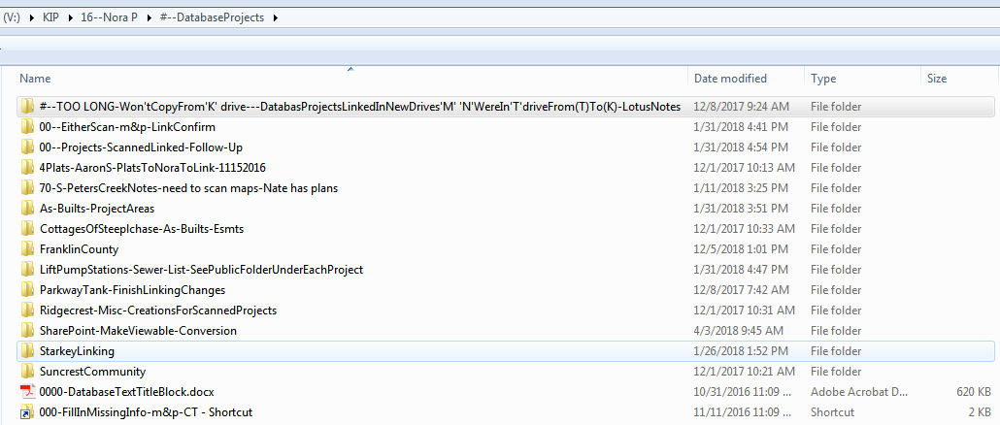 (V:) KIP 16--Nora P #--DatabaseProjects
Name Date modified Type Size
#--TOO LONG-Won'tCopyFrom'K' drive---DatabasProjectsLinkedInNewDrives'M' 'N'WereIn'T'driveFrom(T)To(K)-LotusNotes 12/8/2017 9:24 AM File folder
00--EitherScan-m&p-LinkConfirm 1/31/2018 4:41 PM File folder
00--Projects-ScannedLinked-Follow-Up 1/31/2018 4:54 PM File folder
4Plats-AaronS-PlatsToNoraToLink-11152016 12/1/2017 10:13 AM File folder
70-S-PetersCreekNotes-need to scan maps-Nate has plans 1/11/2018 3:25 PM File folder
As-Builts-ProjectAreas 1/31/2018 3:51 PM File folder
CottagesOfSteeplchase-As-Builts-Esmts 12/1/2017 10:33 AM File folder
FranklinCounty 12/5/2018 1:01 PM File folder
LiftPumpStations-Sewer-List-SeePublicFolderUnderEachProject 1/31/2018 4:47 PM File folder
ParkwayTank-FinishLinkingChanges 12/8/2017 7:42 AM File folder
Ridgecrest-Misc-CreationsForScannedProjects 12/1/2017 10:31 AM File folder
SharePoint-MakeViewable-Conversion 4/3/2018 9:45 AM File folder
StarkeyLinking 1/26/2018 1:52 PM File folder
SuncrestCommunity 12/1/2017 10:21 AM File folder
0000-DatabaseTextTitleBlock.docx 10/31/2016 11:09 ... Adobe Acrobat D... 620 KB
000-FillInMissingInfo-m&p-CT - Shortcut 11/11/2016 11:09 ... Shortcut 2 KB